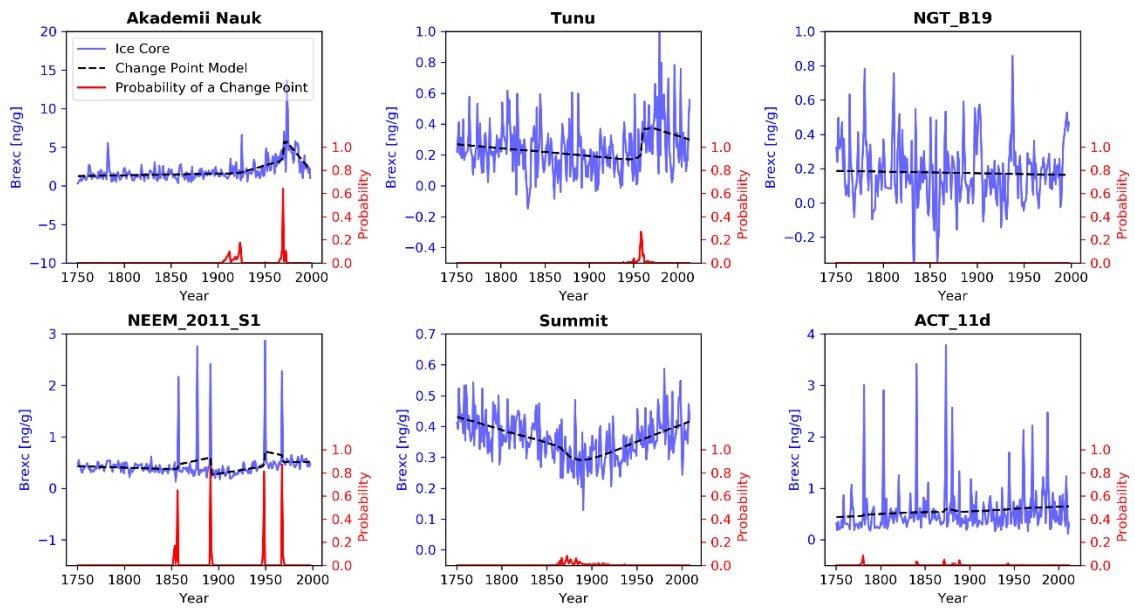 Akademii Nauk
20
15
10
5
0
−5
−10
Brexc [ng/g]
Ice Core
Change Point Model
Probability of a Change Point
1.0
0.8
0.6
0.4
0.2
0.0
Probability
1750 1800 1850 1900 1950 2000
Year
Tunu
1.0
0.8
0.6
0.4
0.2
0.0
−0.2
−0.4
Brexc [ng/g]
1.0
0.8
0.6
0.4
0.2
0.0
Probability
1750 1800 1850 1900 1950 2000
Year
NGT_B19
1.0
0.8
0.6
0.4
0.2
0.0
−0.2
Brexc [ng/g]
1.0
0.8
0.6
0.4
0.2
0.0
Probability
1750 1800 1850 1900 1950 2000
Year
NEEM_2011_S1
3
2
1
0
−1
Brexc [ng/g]
1.0
0.8
0.6
0.4
0.2
0.0
Probability
1750 1800 1850 1900 1950 2000
Year
Summit
0.7
0.6
0.5
0.4
0.3
0.2
0.1
0.0
Brexc [ng/g]
1.0
0.8
0.6
0.4
0.2
0.0
Probability
1750 1800 1850 1900 1950 2000
Year
ACT_11d
4
2
0
Brexc [ng/g]
1.0
0.8
0.6
0.4
0.2
0.0
Probability
1750 1800 1850 1900 1950 2000
Year